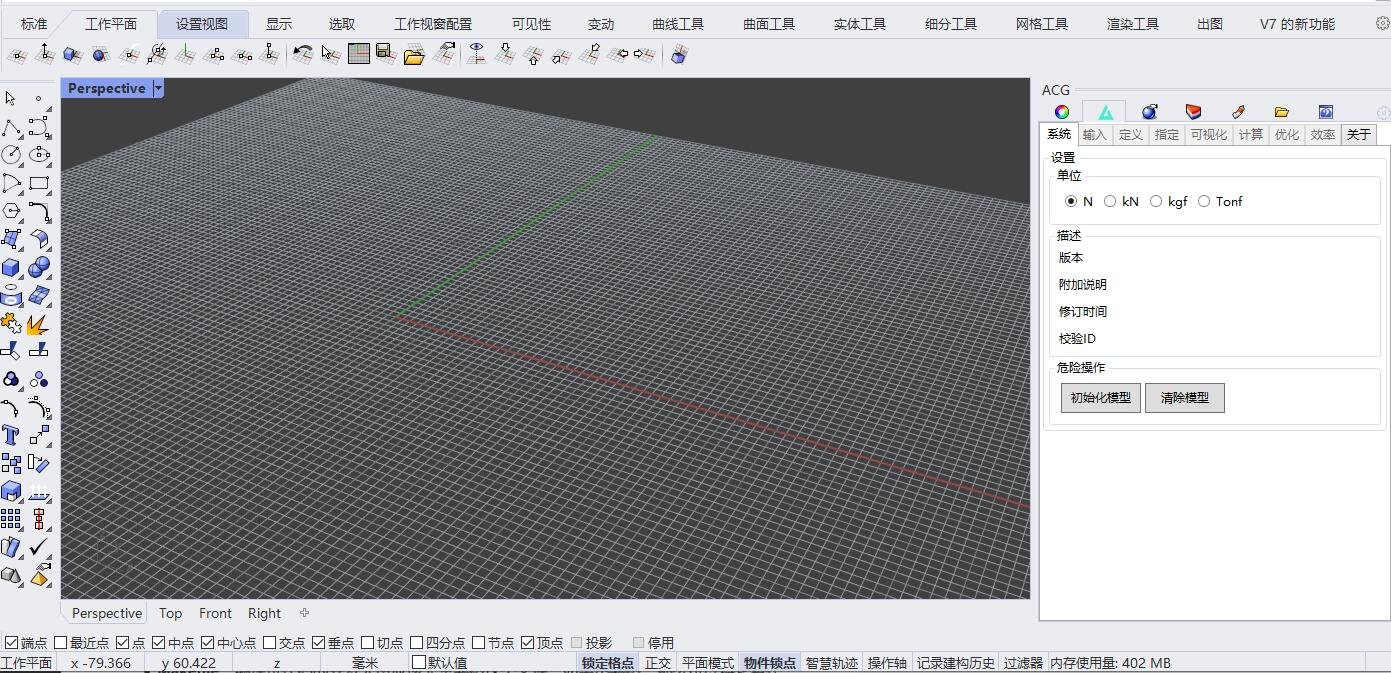 标准 工作平面 设置视图 显示 选取 工作视窗配置 可见性 变动 曲线工具 曲面工具 实体工具 细分工具 网格工具 渲染工具 出图 V7 的新功能
Perspective
ACG
系统 输入 定义 指定 可视化 计算 优化 效率 关于
设置
单位
N kN kgf Tonf
描述
版本
附加说明
修订时间
校验ID
危险操作
初始化模型 清除模型
Perspective Top Front Right
端点 最近点 点 中点 中心点 交点 垂点 切点 四分点 节点 顶点 投影 停用
工作平面 x -79.366 y 60.422 z 毫米 默认值 锁定格点 正交 平面模式 物件锁点 智慧轨迹 操作轴 记录建构历史 过滤器 内存使用量: 402 MB